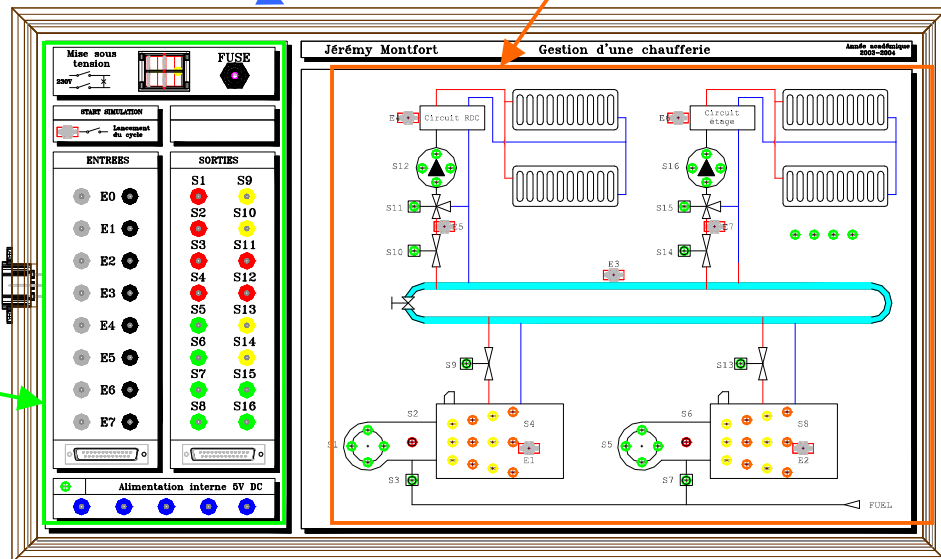 Mise sous
tension
230V
FUSE
START SIMULATION
Lancement
du cycle
ENTREES
E0
E1
E2
E3
E4
E5
E6
E7
SORTIES
S1 S9
S2 S10
S3 S11
S4 S12
S5 S13
S6 S14
S7 S15
S8 S16
Alimentation interne 5V DC
Jérémy Montfort
Gestion d'une chaufferie
Année académique
2003-2004
Circuit RDC
S12
S11
E5
S10
E3
Circuit
étage
E6
S16
S15
E7
S14
S9
S13
S2
S4
S1
E1
S3
S6
S8
S5
E2
S7
FUEL